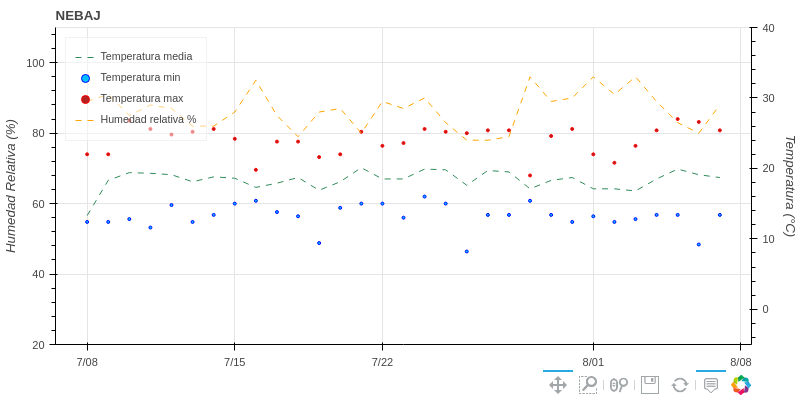 NEBAJ
Temperatura media
Temperatura min
Temperatura max
Humedad relativa %
Humedad Relativa (%)
100
80
60
40
20
Temperatura (°C)
40
30
20
10
0
7/08
7/15
7/22
8/01
8/08